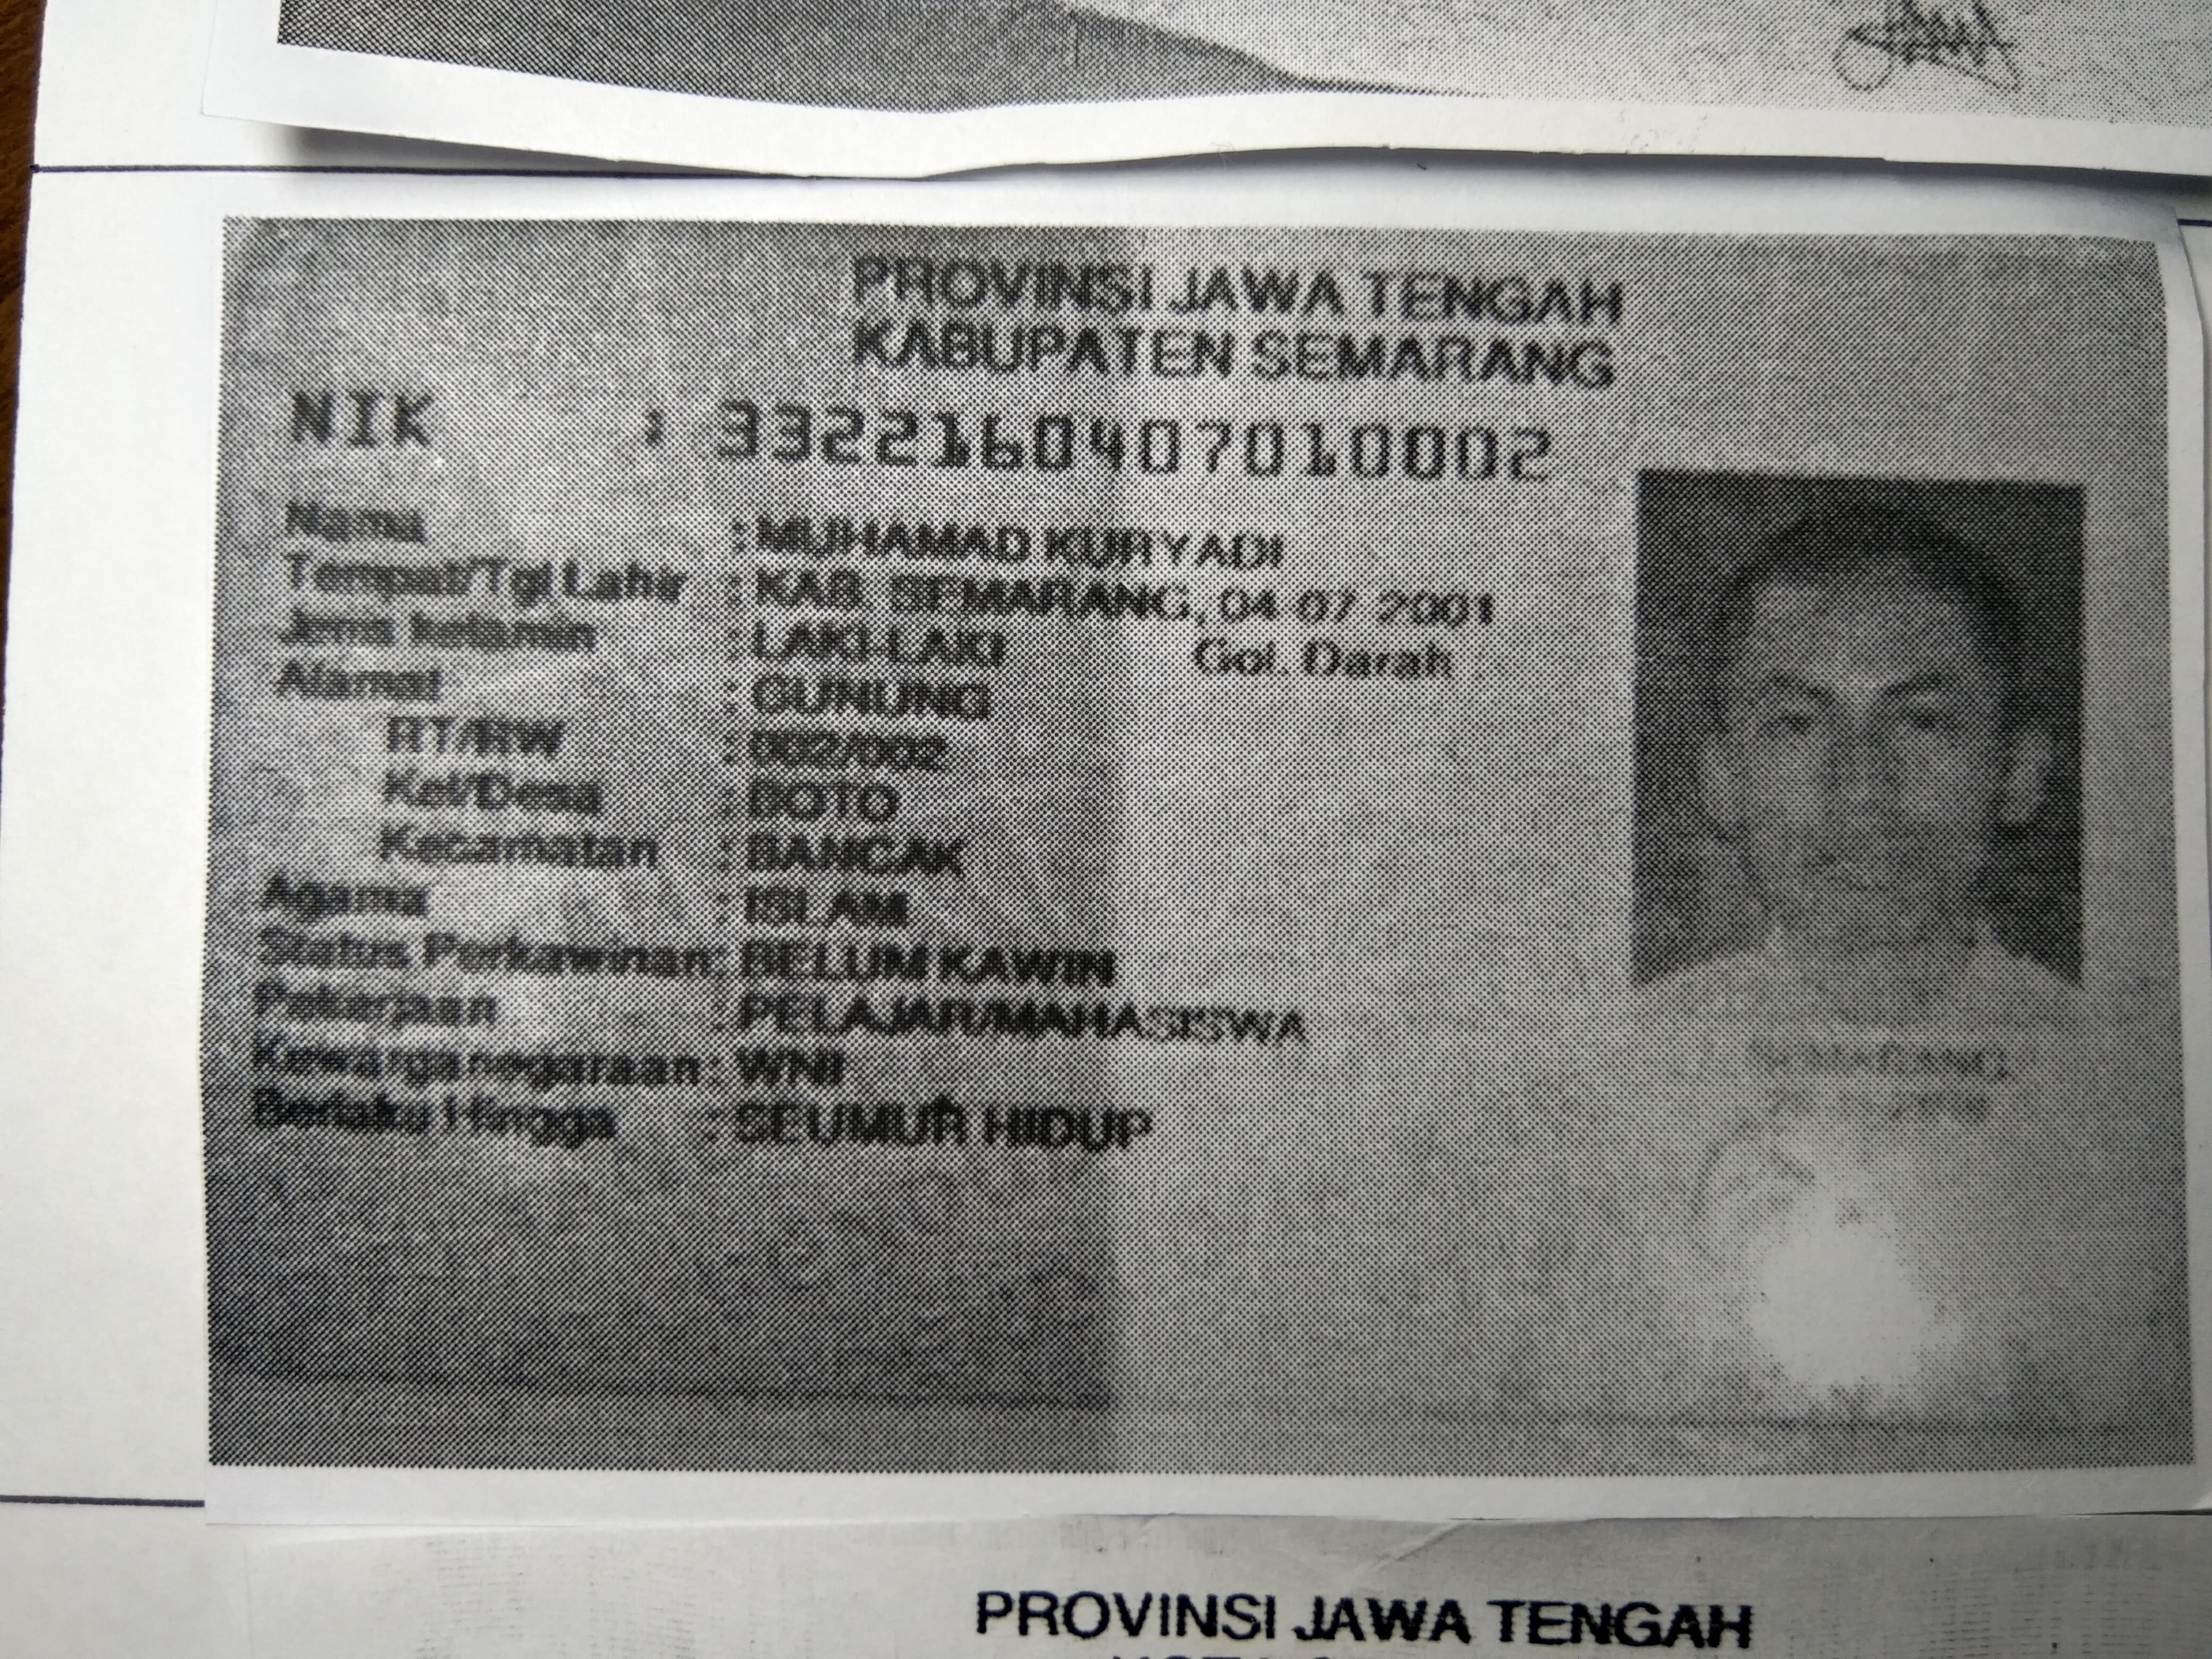 PROVINSI JAWA TENGAH
KABUPATEN SEMARANG
NIK : 3322160407010002
Nama : MUHAMAD KURYADI
Tempat/Tgl Lahir : KAB. SEMARANG, 04-07-2001
Jenis kelamin : LAKI-LAKI Gol. Darah
Alamat : GUNUNG
RT/RW : 002/002
Kel/Desa : BOTO
Kecamatan : BANCAK
Agama : ISLAM
Status Perkawinan: BELUM KAWIN
Pekerjaan : PELAJAR/MAHASISWA
Kewarganegaraan: WNI
Berlaku Hingga : SEUMUR HIDUP
SEMARANG
PROVINSI JAWA TENGAH